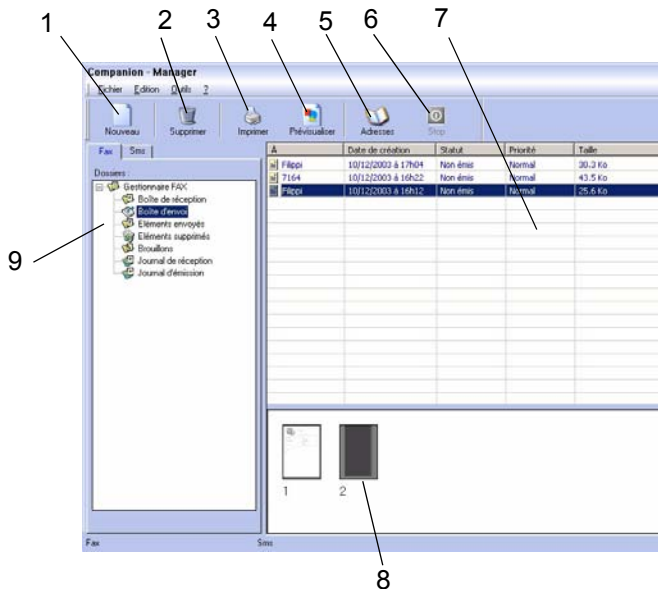 1 2 3 4 5 6 7
Companion - Manager
Fichier Edition Outils ?
Nouveau Supprimer Imprimer Prévisualiser Adresses Stop
Fax Sms
À Date de création Statut Priorité Taille
Filippi 10/12/2003 à 17h04 Non émis Normal 30.3 Ko
7164 10/12/2003 à 16h22 Non émis Normal 43.5 Ko
Filippi 10/12/2003 à 16h12 Non émis Normal 25.6 Ko
Dossiers :
Gestionnaire FAX
Boîte de réception
Boîte d'envoi
Eléments envoyés
Eléments supprimés
Brouillons
Journal de réception
Journal d'émission
9
1 2
Fax Sms
8